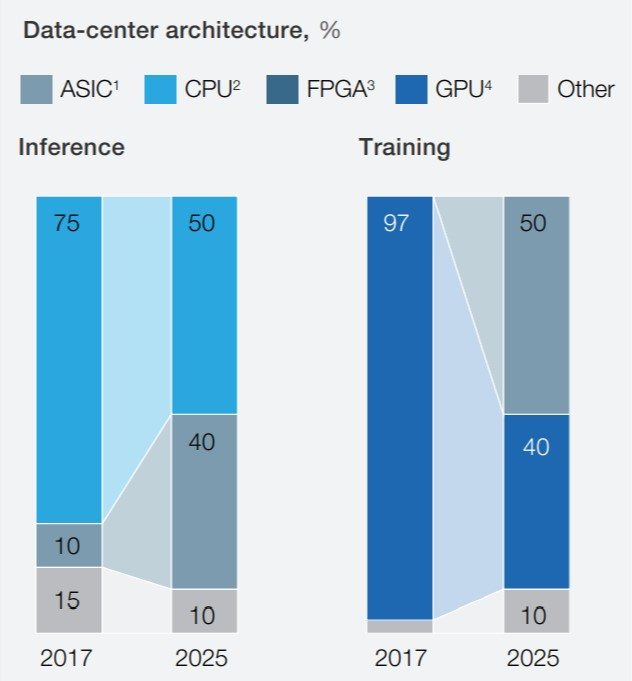 Data-center architecture, %
ASIC¹ CPU² FPGA³ GPU⁴ Other
Inference Training
75 50 97 50
40 40
10
15 10 10
2017 2025 2017 2025